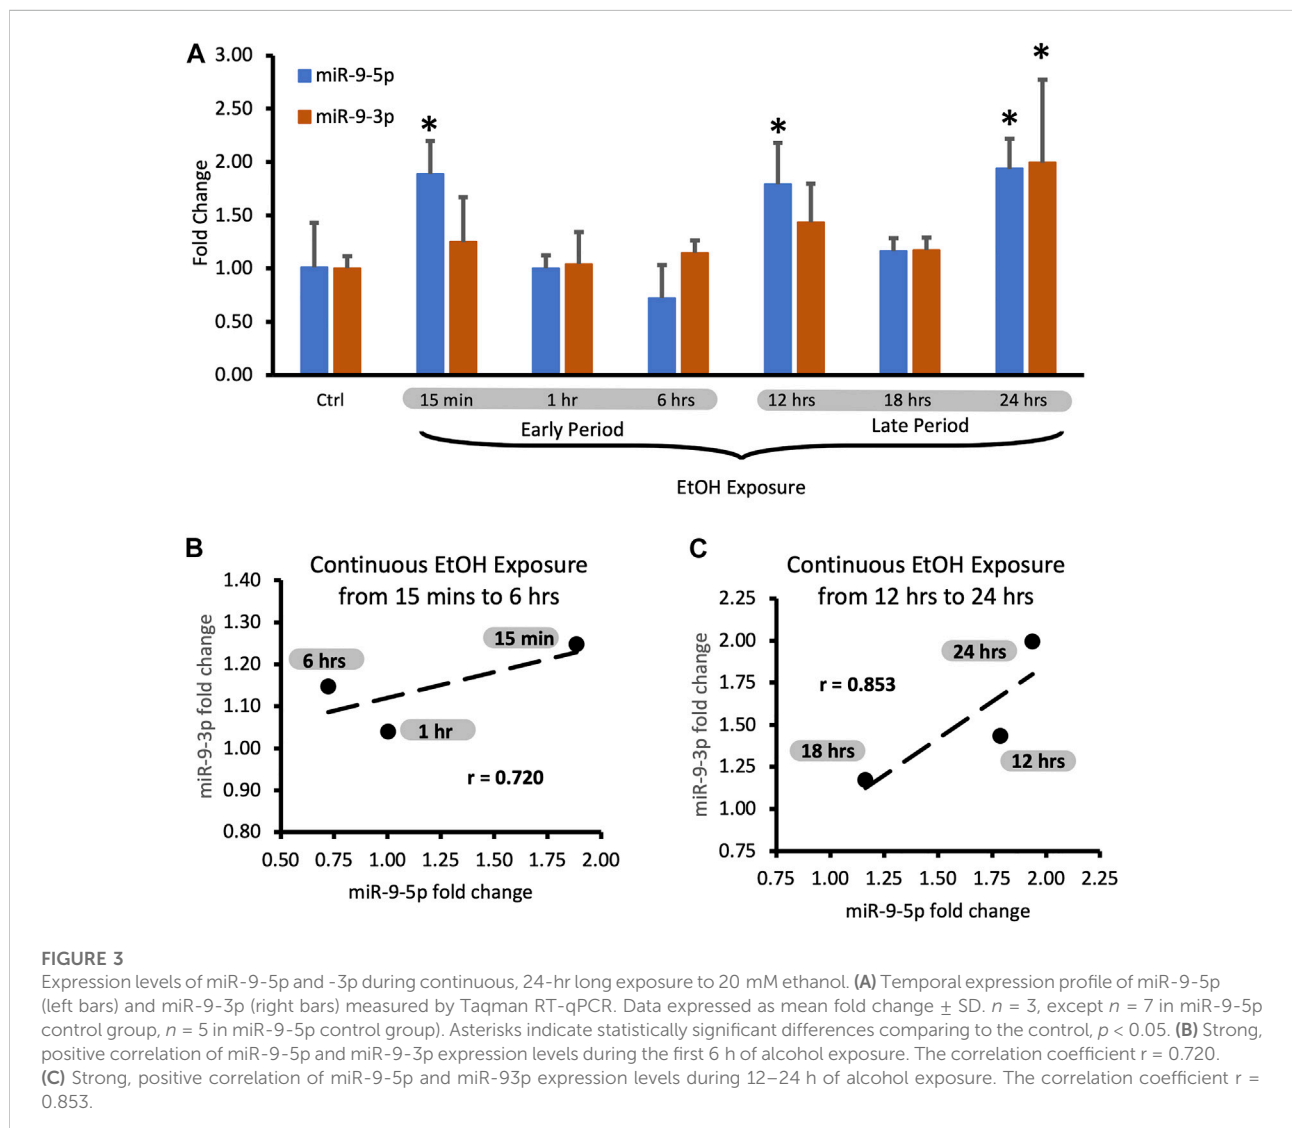 A
3.00
2.50
2.00
1.50
1.00
0.50
0.00
Fold Change
miR-9-5p
miR-9-3p
*
*
*
*
Ctrl
15 min
1 hr
6 hrs
12 hrs
18 hrs
24 hrs
Early Period
Late Period
EtOH Exposure
B
Continuous EtOH Exposure
from 15 mins to 6 hrs
1.40
1.30
1.20
1.10
1.00
0.90
0.80
miR-9-3p fold change
6 hrs
15 min
1 hr
r = 0.720
0.50 0.75 1.00 1.25 1.50 1.75 2.00
miR-9-5p fold change
C
Continuous EtOH Exposure
from 12 hrs to 24 hrs
2.25
2.00
1.75
1.50
1.25
1.00
0.75
miR-9-3p fold change
24 hrs
r = 0.853
18 hrs
12 hrs
0.75 1.00 1.25 1.50 1.75 2.00 2.25
miR-9-5p fold change
FIGURE 3
Expression levels of miR-9-5p and -3p during continuous, 24-hr long exposure to 20 mM ethanol. (A) Temporal expression profile of miR-9-5p
(left bars) and miR-9-3p (right bars) measured by Taqman RT-qPCR. Data expressed as mean fold change ± SD. n = 3, except n = 7 in miR-9-5p
control group, n = 5 in miR-9-5p control group). Asterisks indicate statistically significant differences comparing to the control, p < 0.05. (B) Strong,
positive correlation of miR-9-5p and miR-9-3p expression levels during the first 6 h of alcohol exposure. The correlation coefficient r = 0.720.
(C) Strong, positive correlation of miR-9-5p and miR-93p expression levels during 12–24 h of alcohol exposure. The correlation coefficient r =
0.853.